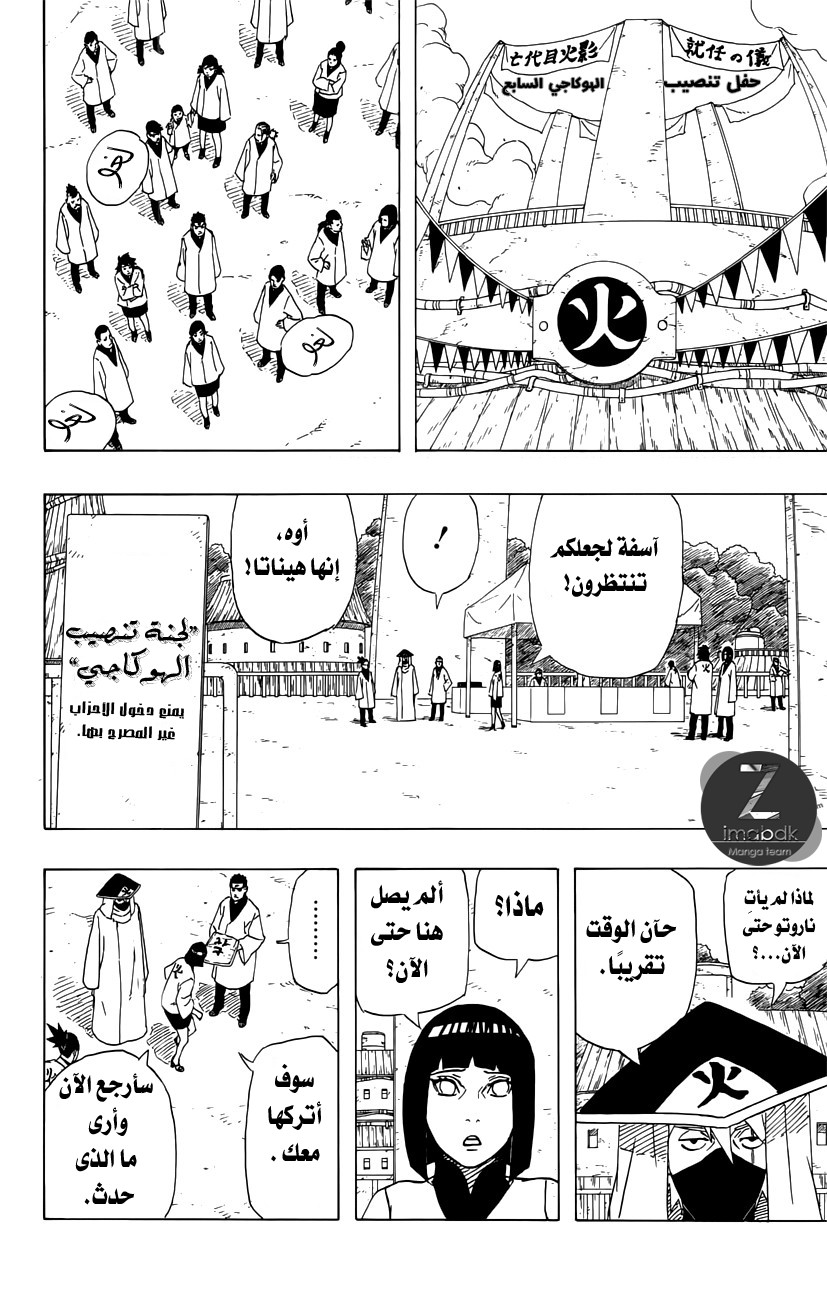 就任の儀
حفل تنصيب
七代目火影
الهوكاجي السابع
火
آسفة لجعلكم
تنتظرون!
!
أوه،
إنها هيناتا!
"لجنة تنصيب
الهوكاجي"
يمنع دخول الأحزاب
غير المصرح بها.
Z
imabdk
Manga team
لماذا لم يأتِ
ناروتو حتىَ
الآن...؟
حآن الوقت
تقريبًا.
火
ماذا؟
ألم يصل
هنا حتى
الآن؟
......
سوف
أتركها
معك.
سأرجع الآن
وأرى
ما الذى
حدث.